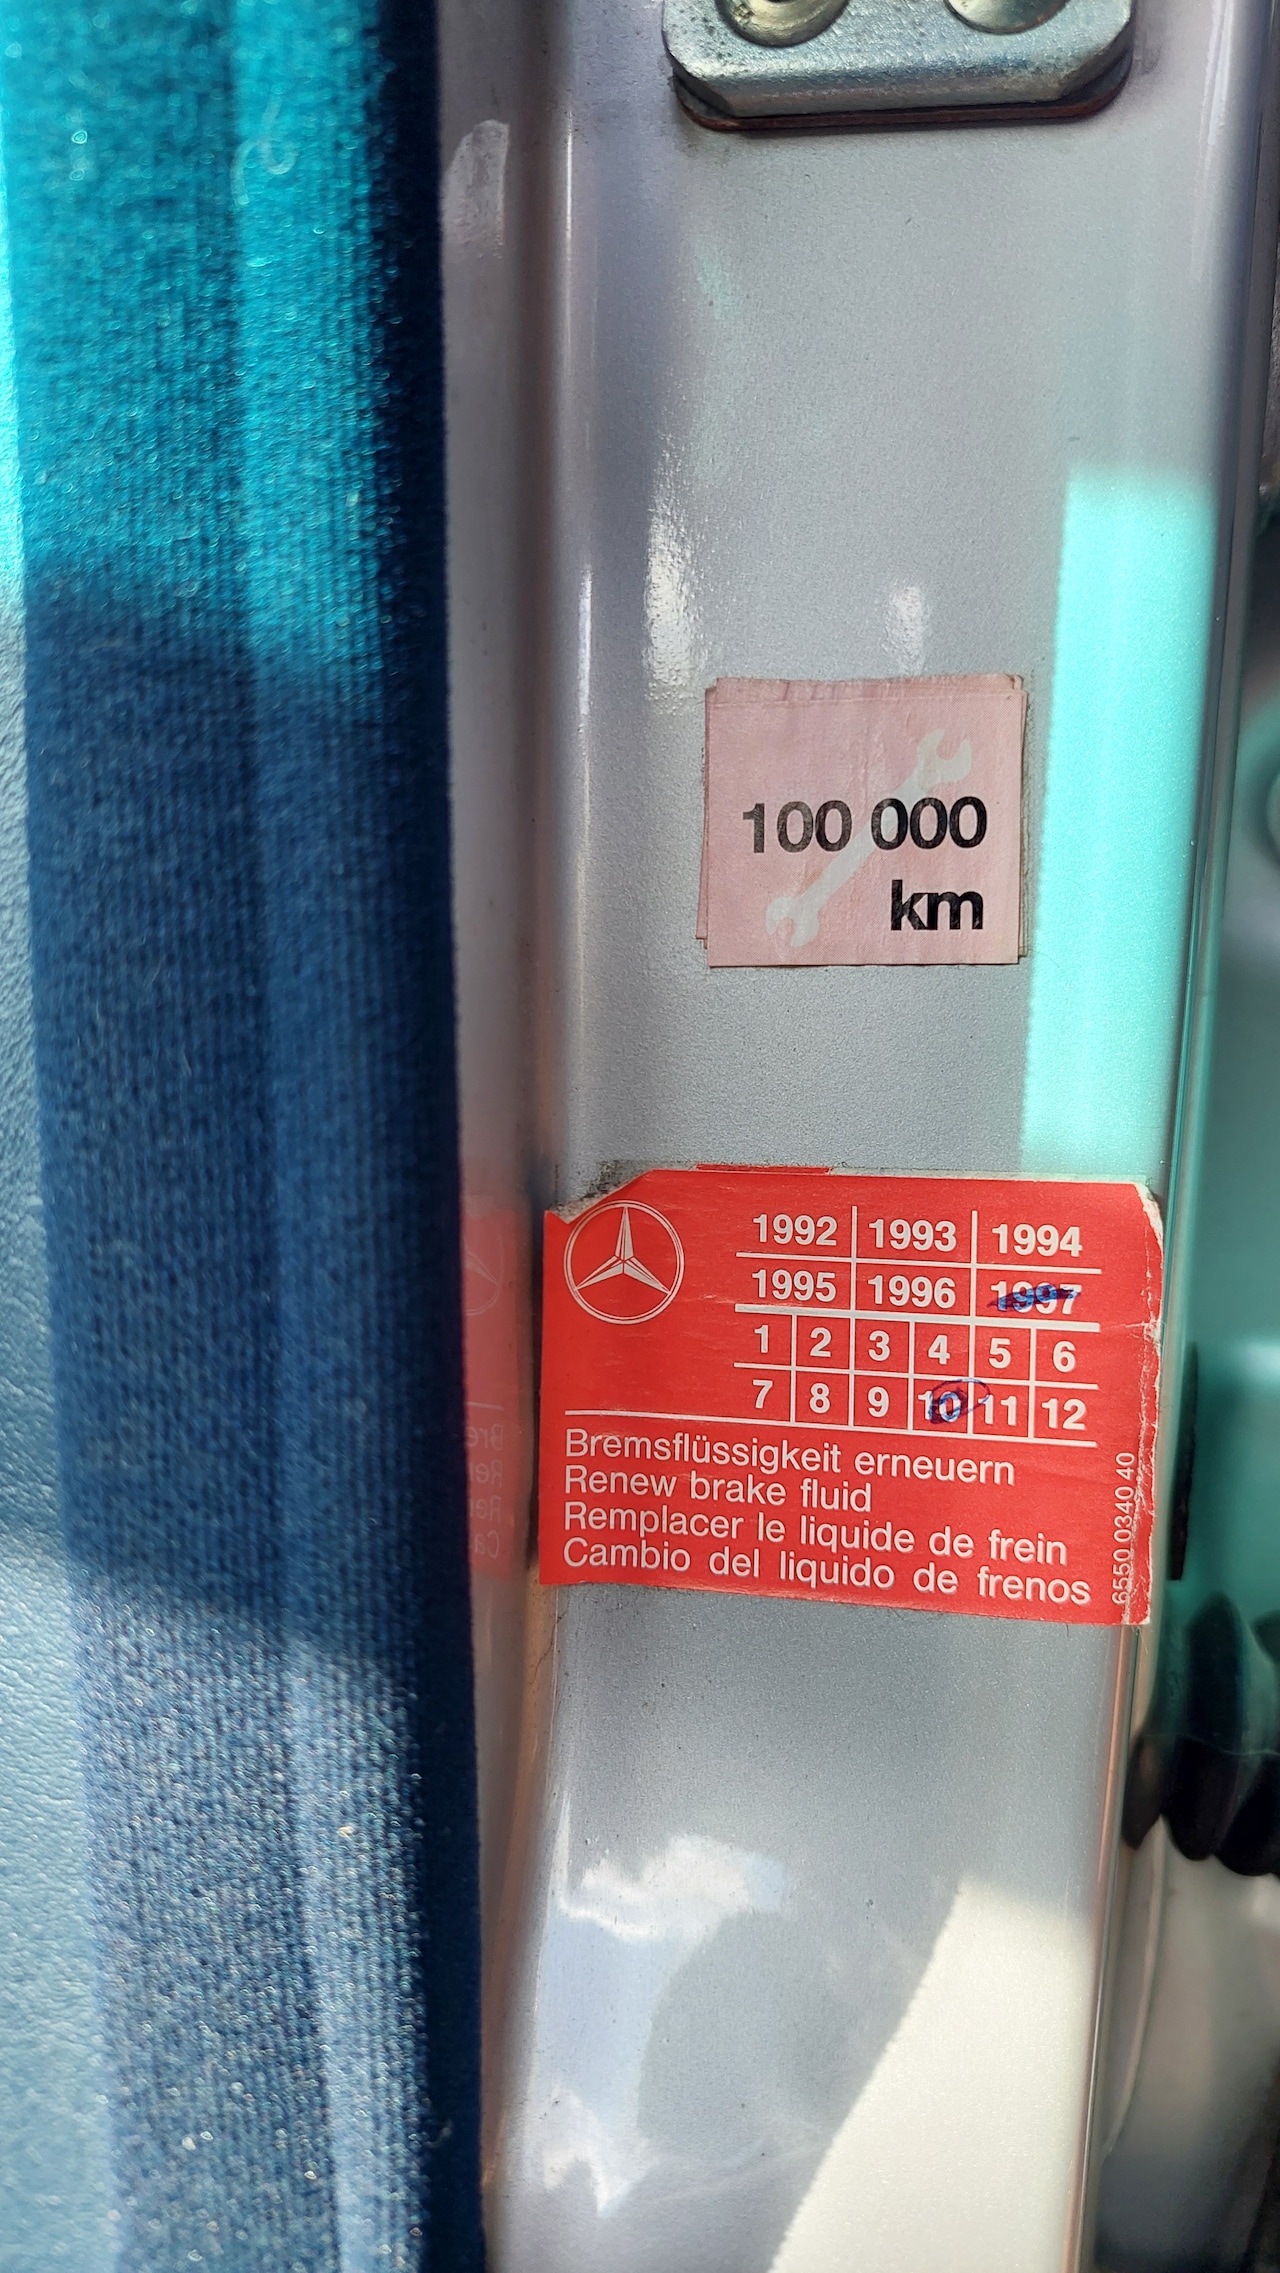 100 000
km
1992 1993 1994
1995 1996 1997
1 2 3 4 5 6
7 8 9 10 11 12
Bremsflüssigkeit erneuern
Renew brake fluid
Remplacer le liquide de frein
Cambio del liquido de frenos
6550 0340 40